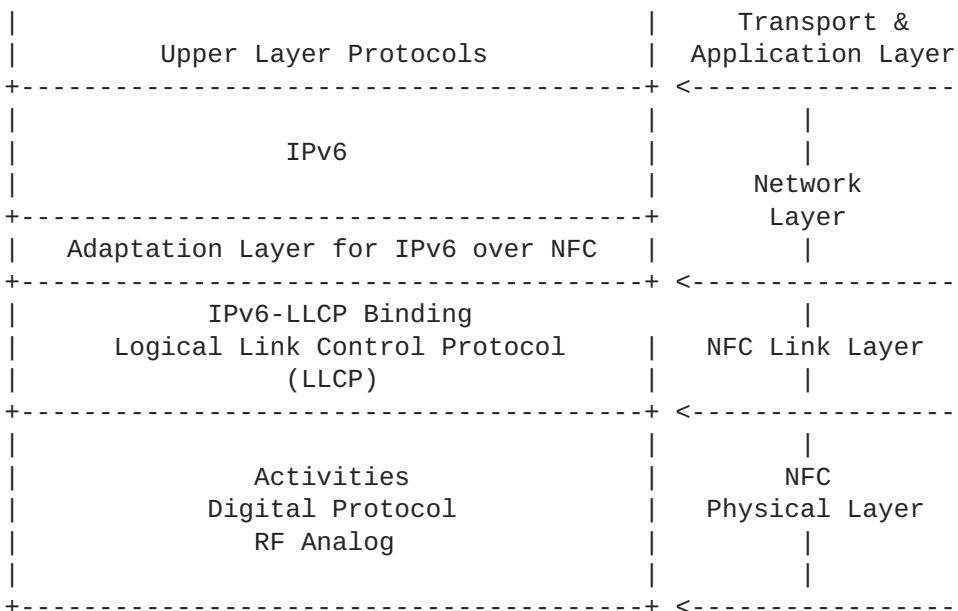 |                                        |      Transport &
|         Upper Layer Protocols          |  Application Layer
+----------------------------------------+ <------------------
|                                        |         |
|                 IPv6                   |         |
|                                        |      Network
+----------------------------------------+       Layer
|   Adaptation Layer for IPv6 over NFC   |         |
+----------------------------------------+ <------------------
|            IPv6-LLCP Binding                     |
|      Logical Link Control Protocol     |   NFC Link Layer
|                 (LLCP)                 |         |
+----------------------------------------+ <------------------
|                                        |         |
|               Activities               |        NFC
|            Digital Protocol            |   Physical Layer
|               RF Analog                |         |
|                                        |         |
+----------------------------------------+ <------------------